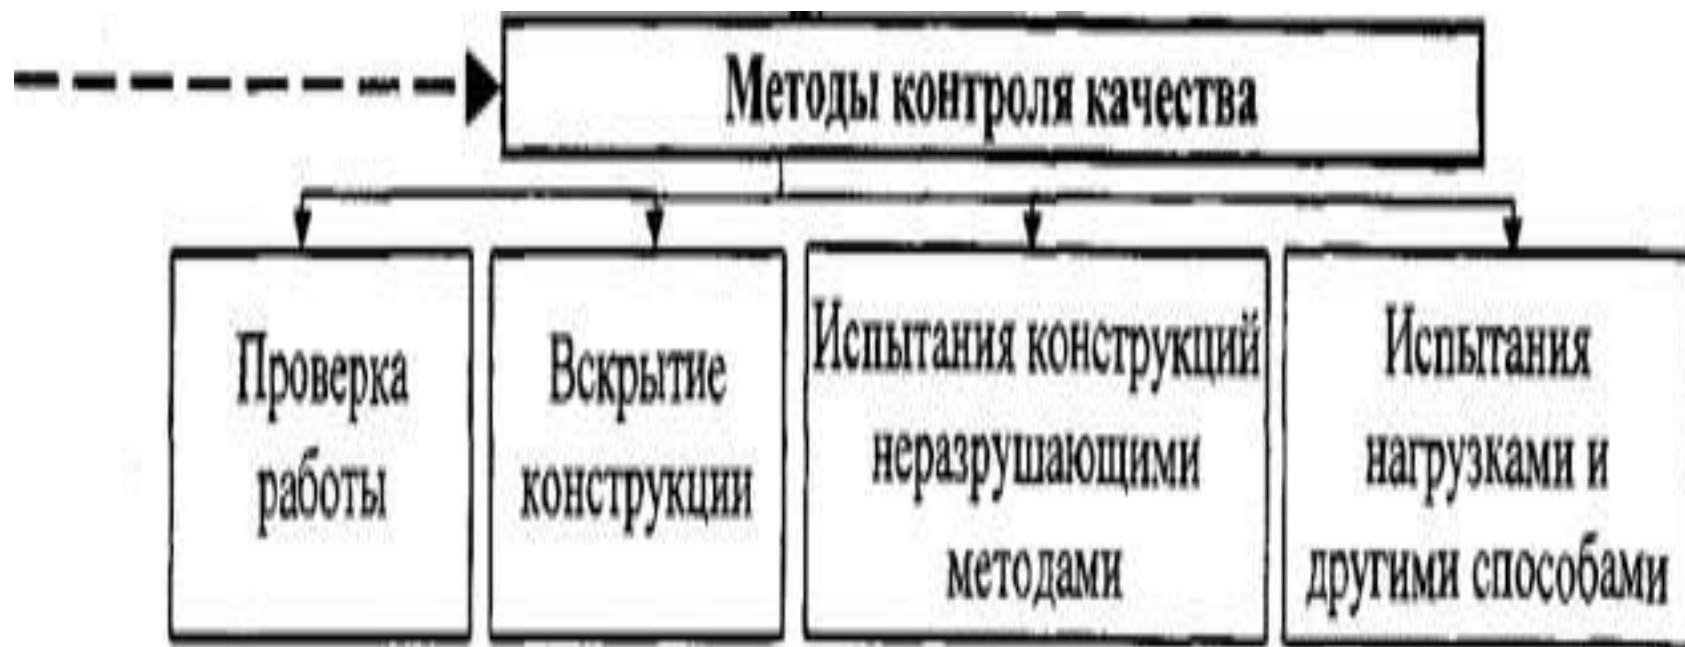 Методы контроля качества
Проверка
работы
Вскрытие
конструкции
Испытания конструкций
неразрушающими
методами
Испытания
нагрузками и
другими способами